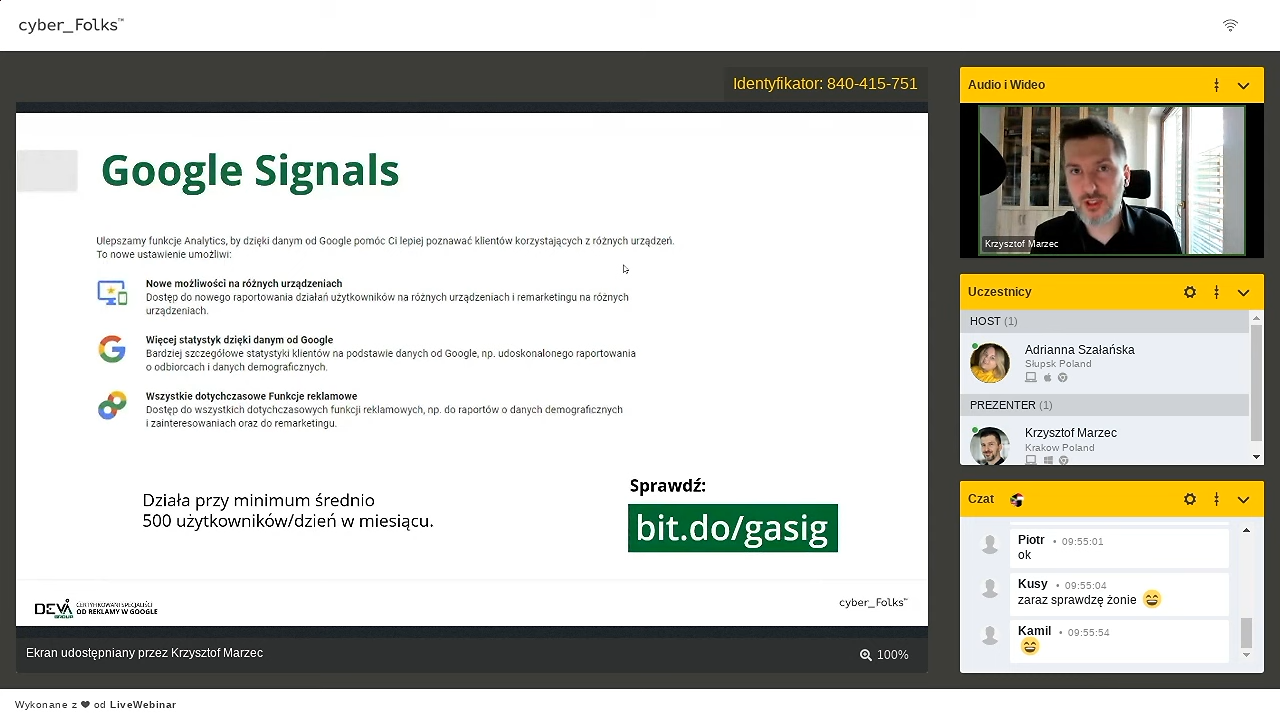 cyber_Folks™
Identyfikator: 840-415-751
Google Signals
Ulepszamy funkcje Analytics, by dzięki danym od Google pomóc Ci lepiej poznawać klientów korzystających z różnych urządzeń.
To nowe ustawienie umożliwi:
Nowe możliwości na różnych urządzeniach
Dostęp do nowego raportowania działań użytkowników na różnych urządzeniach i remarketingu na różnych
urządzeniach.
Więcej statystyk dzięki danym od Google
Bardziej szczegółowe statystyki klientów na podstawie danych od Google, np. udoskonalonego raportowania
o odbiorcach i danych demograficznych.
Wszystkie dotychczasowe Funkcje reklamowe
Dostęp do wszystkich dotychczasowych funkcji reklamowych, np. do raportów o danych demograficznych
i zainteresowaniach oraz do remarketingu.
Działa przy minimum średnio
500 użytkowników/dzień w miesiącu.
Sprawdź:
bit.do/gasig
DEVA
GROUP
CERTYFIKOWANI SPECJALIŚCI
OD REKLAMY W GOOGLE
cyber_Folks™
Ekran udostępniany przez Krzysztof Marzec
100%
Audio i Wideo
Krzysztof Marzec
Uczestnicy
HOST (1)
Adrianna Szałańska
Słupsk Poland
PREZENTER (1)
Krzysztof Marzec
Krakow Poland
Czat
Piotr • 09:55:01
ok
Kusy • 09:55:04
zaraz sprawdzę żonie 😄
Kamil • 09:55:54
😄
Wykonane z ❤ od LiveWebinar